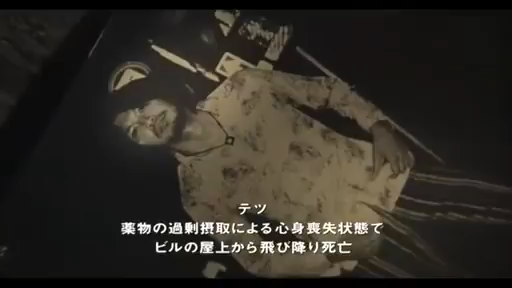 テツ
薬物の過剰摂取による心身喪失状態で
ビルの屋上から飛び降り死亡